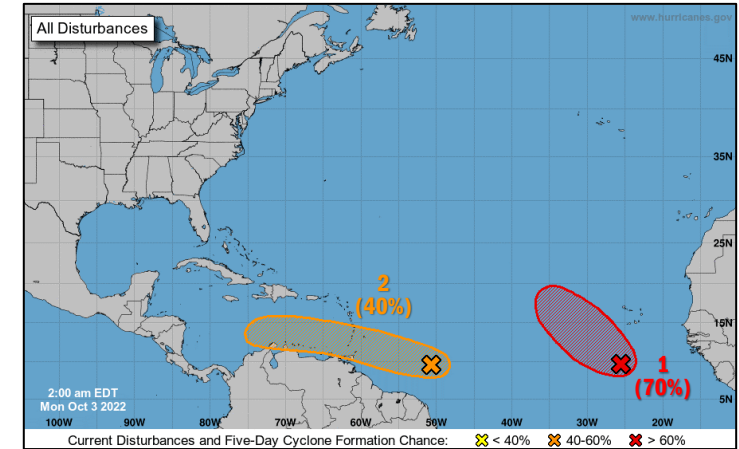 All Disturbances
www.hurricanes.gov
45N
35N
25N
2
(40%)
15N
1
(70%)
2:00 am EDT
Mon Oct 3 2022
5N
100W 90W 80W 70W 60W 50W 40W 30W 20W
Current Disturbances and Five-Day Cyclone Formation Chance: < 40% 40-60% > 60%